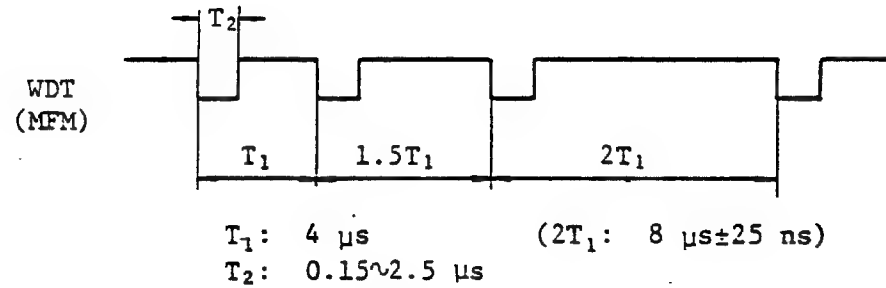 T2
WDT
(MFM)
T1 1.5T1 2T1
T1: 4 µs (2T1: 8 µs±25 ns)
T2: 0.15~2.5 µs